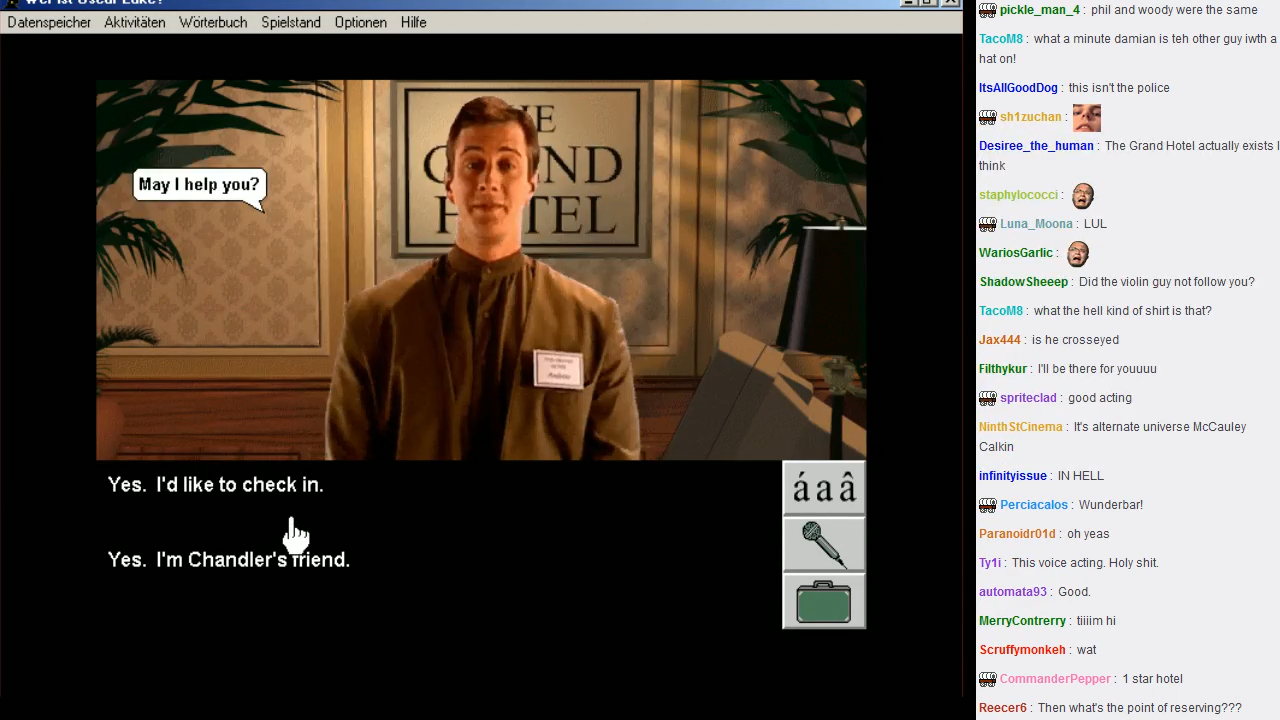 Wer ist Oscar Lake?
Datenspeicher Aktivitäten Wörterbuch Spielstand Optionen Hilfe
THE
GRAND
HOTEL
May I help you?
Yes. I'd like to check in.
Yes. I'm Chandler's friend.
á a â
pickle_man_4 : phil and woody were the same
TacoM8 : what a minute damian is teh other guy iwth a
hat on!
ItsAllGoodDog : this isn't the police
sh1zuchan :
Desiree_the_human : The Grand Hotel actually exists I
think
staphylococci :
Luna_Moona : LUL
WariosGarlic :
ShadowSheeep : Did the violin guy not follow you?
TacoM8 : what the hell kind of shirt is that?
Jax444 : is he crosseyed
Filthykur : I'll be there for youuuu
spriteclad : good acting
NinthStCinema : It's alternate universe McCauley
Calkin
infinityissue : IN HELL
Perciacalos : Wunderbar!
Paranoidr01d : oh yeas
Ty1i : This voice acting. Holy shit.
automata93 : Good.
MerryContrerry : tiiiim hi
Scruffymonkeh : wat
CommanderPepper : 1 star hotel
Reecer6 : Then what's the point of reserving???